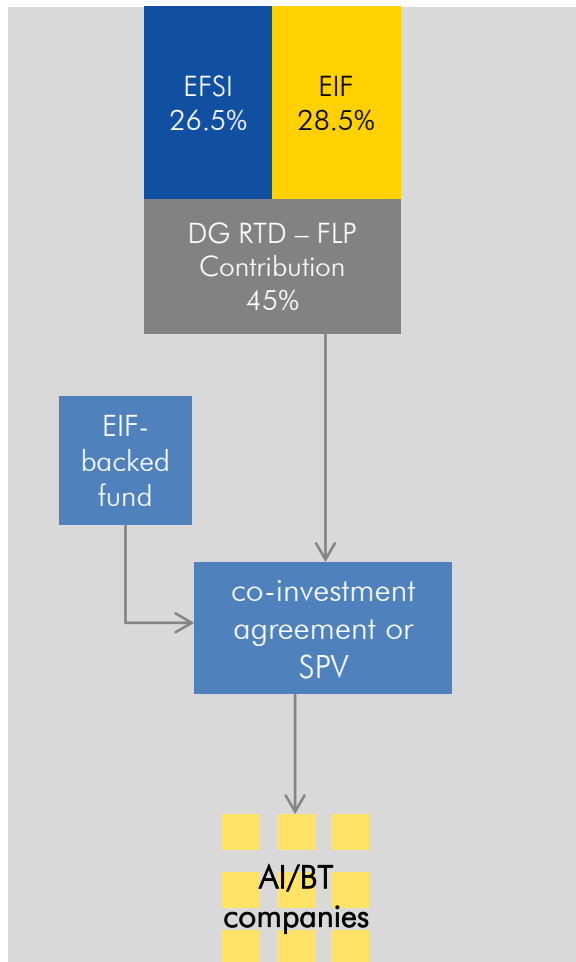 EFSI
26.5%
EIF
28.5%
DG RTD – FLP
Contribution
45%
EIF-
backed
fund
co-investment
agreement or
SPV
AI/BT
companies